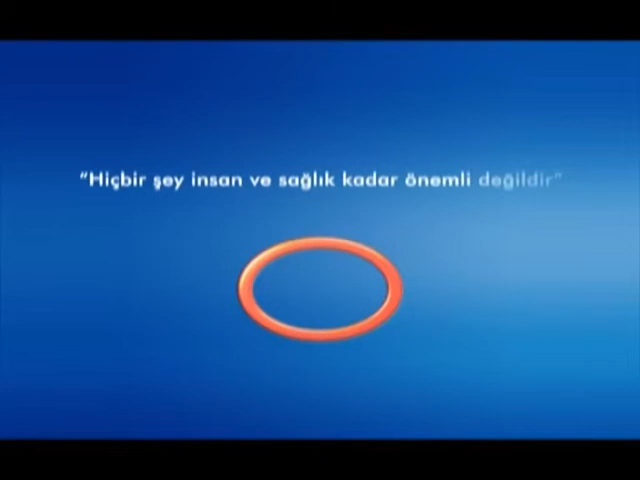 “Hiçbir şey insan ve sağlık kadar önemli değildir”